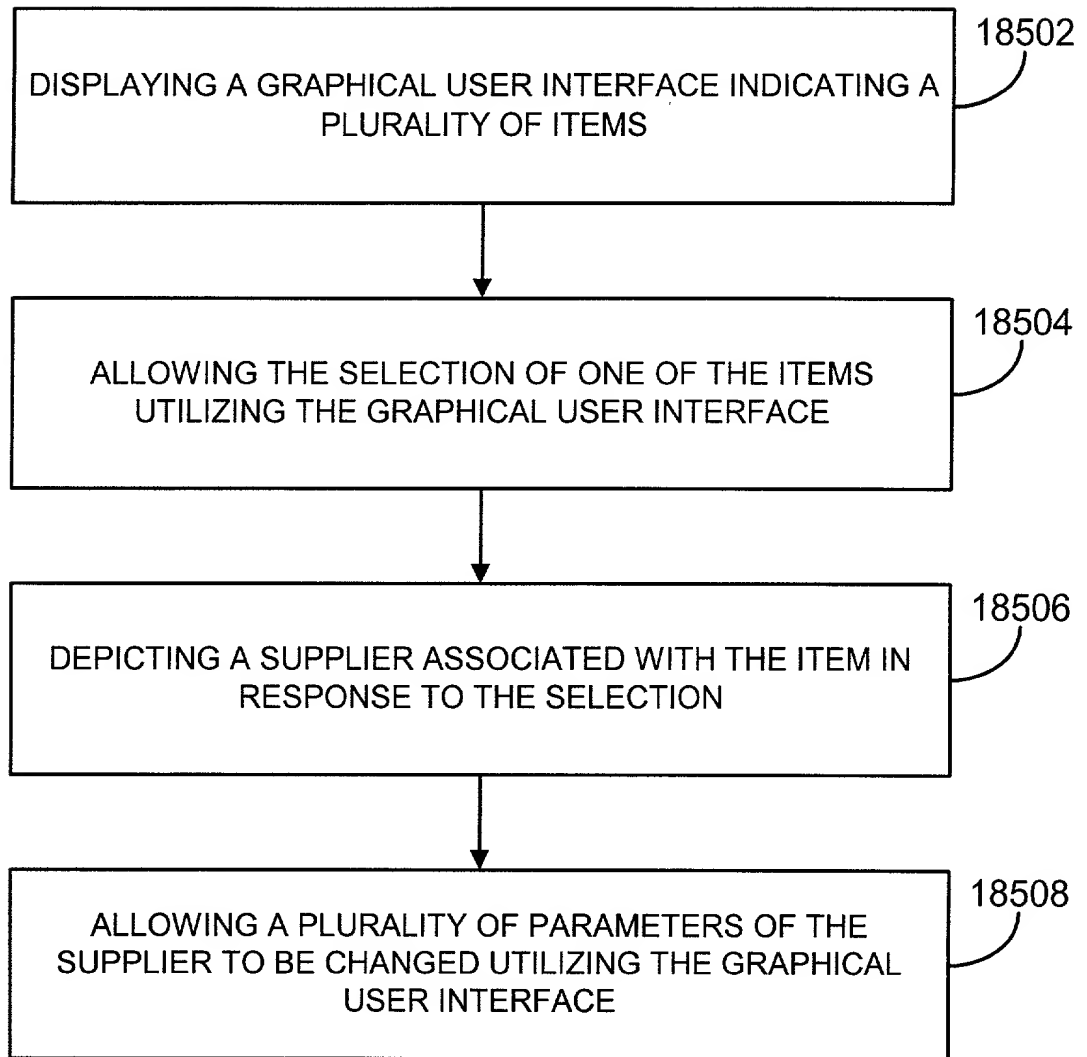 18502
DISPLAYING A GRAPHICAL USER INTERFACE INDICATING A
PLURALITY OF ITEMS
18504
ALLOWING THE SELECTION OF ONE OF THE ITEMS
UTILIZING THE GRAPHICAL USER INTERFACE
18506
DEPICTING A SUPPLIER ASSOCIATED WITH THE ITEM IN
RESPONSE TO THE SELECTION
18508
ALLOWING A PLURALITY OF PARAMETERS OF THE
SUPPLIER TO BE CHANGED UTILIZING THE GRAPHICAL
USER INTERFACE